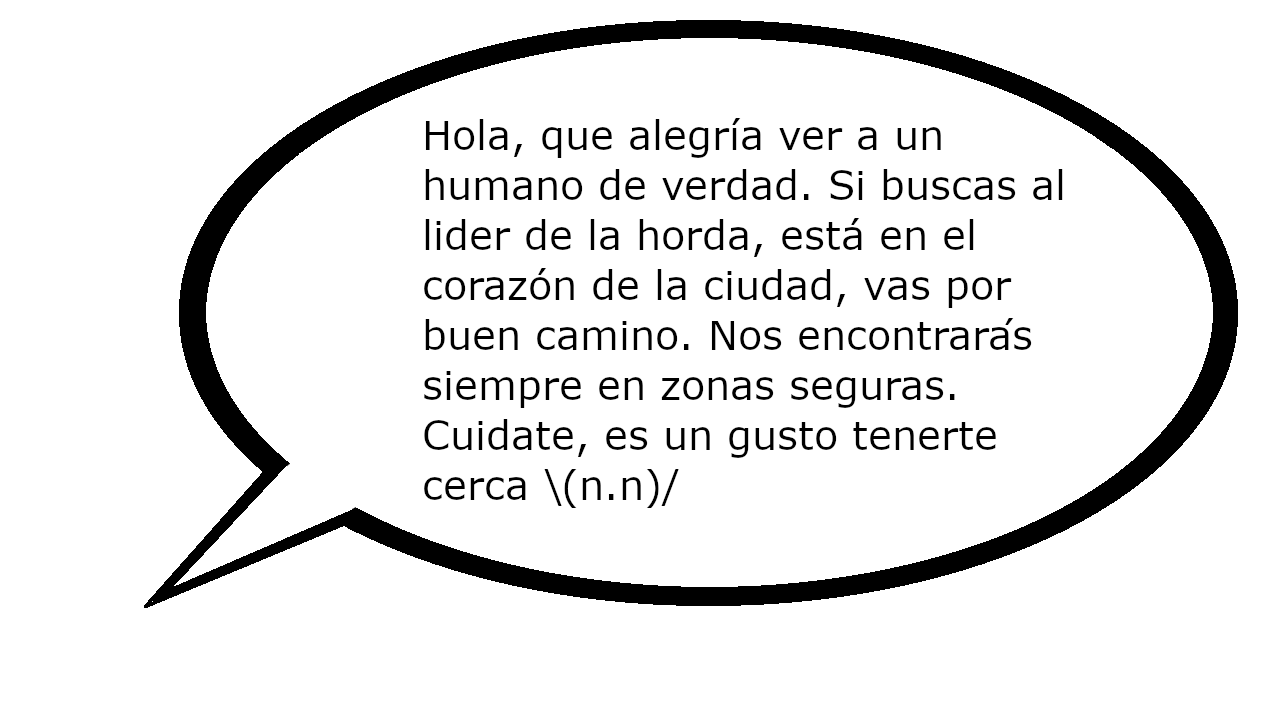 Hola, que alegría ver a un
humano de verdad. Si buscas al
lider de la horda, está en el
corazón de la ciudad, vas por
buen camino. Nos encontrarás
siempre en zonas seguras.
Cuidate, es un gusto tenerte
cerca \(n.n)/